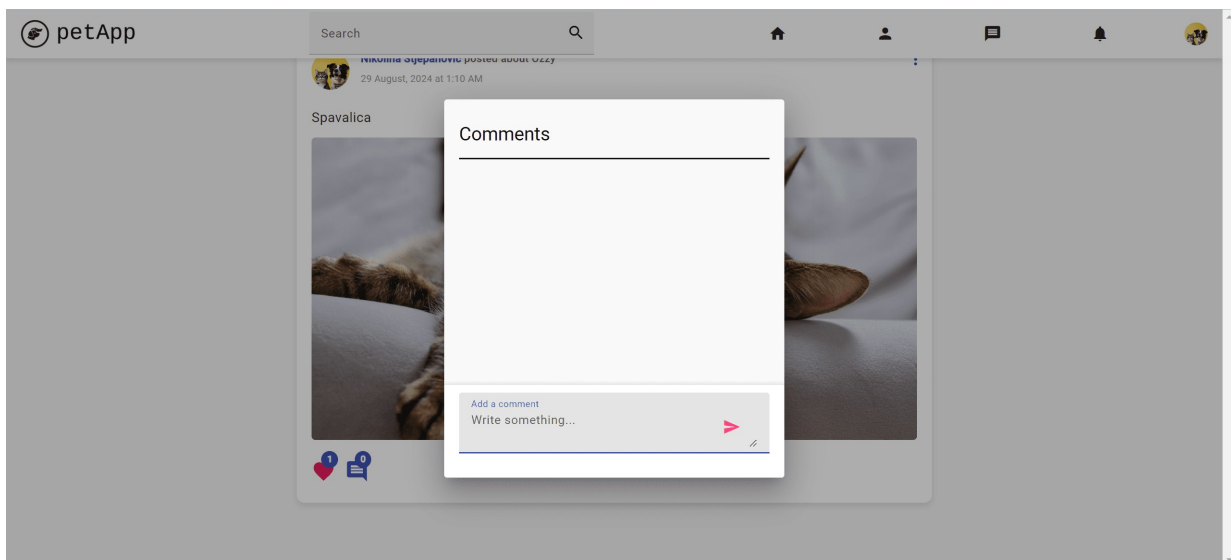 petApp
Search
Nikolina Stjepanovic posted about Ozzy
29 August, 2024 at 1:10 AM
Spavalica
Comments
Add a comment
Write something...
1
0